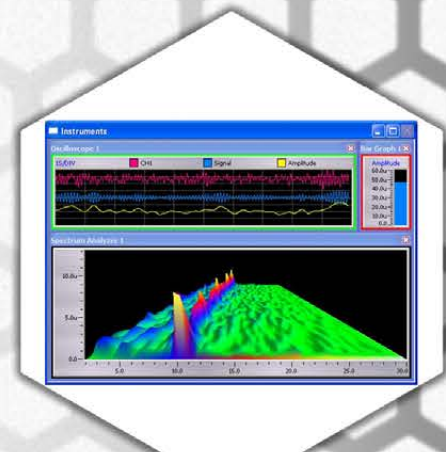 Instruments
Oscilloscope 1
Bar Graph 1
1S/DIV
CH1
Signal
Amplitude
Amplitude
60.0u
50.0u
40.0u
30.0u
20.0u
10.0u
0.0
Spectrum Analyzer 1
10.0u
5.0u
0.0
5.0
10.0
15.0
20.0
25.0
30.0